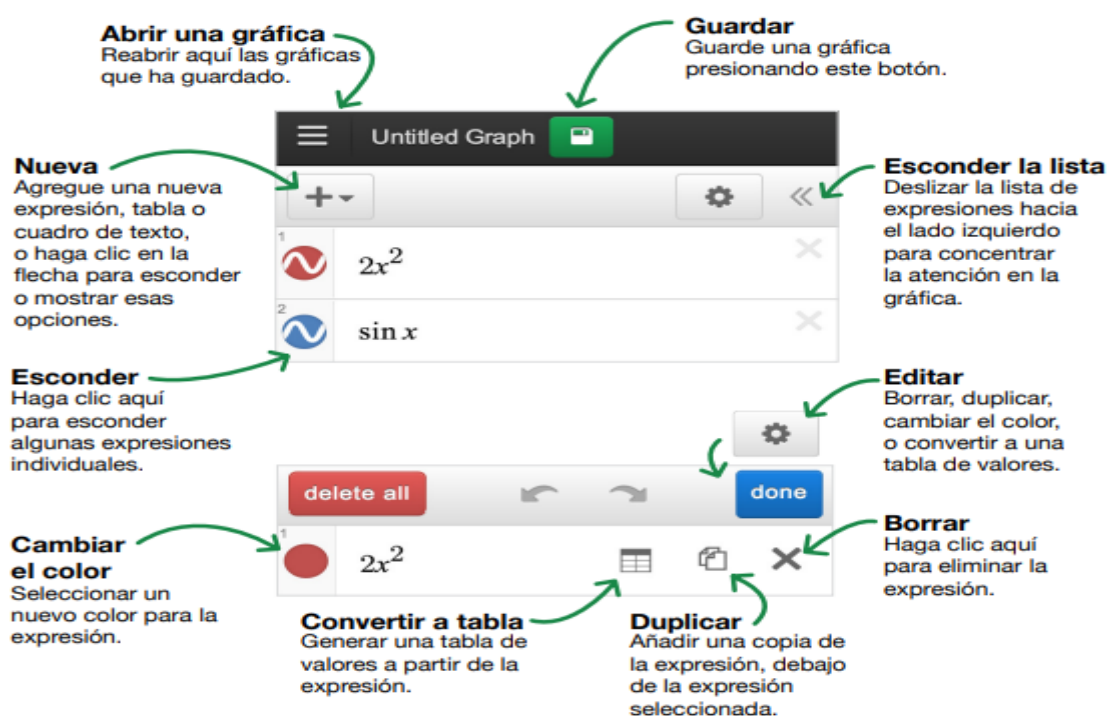 Abrir una gráfica
Reabrir aquí las gráficas
que ha guardado.
Guardar
Guarde una gráfica
presionando este botón.
Untitled Graph
Nueva
Agregue una nueva
expresión, tabla o
cuadro de texto,
o haga clic en la
flecha para esconder
o mostrar esas
opciones.
Esconder la lista
Deslizar la lista de
expresiones hacia
el lado izquierdo
para concentrar
la atención en la
gráfica.
1
2x²
2
sin x
Esconder
Haga clic aquí
para esconder
algunas expresiones
individuales.
Editar
Borrar, duplicar,
cambiar el color,
o convertir a una
tabla de valores.
delete all
done
1
2x²
Cambiar
el color
Seleccionar un
nuevo color para la
expresión.
Borrar
Haga clic aquí
para eliminar la
expresión.
Convertir a tabla
Generar una tabla de
valores a partir de la
expresión.
Duplicar
Añadir una copia de
la expresión, debajo
de la expresión
seleccionada.